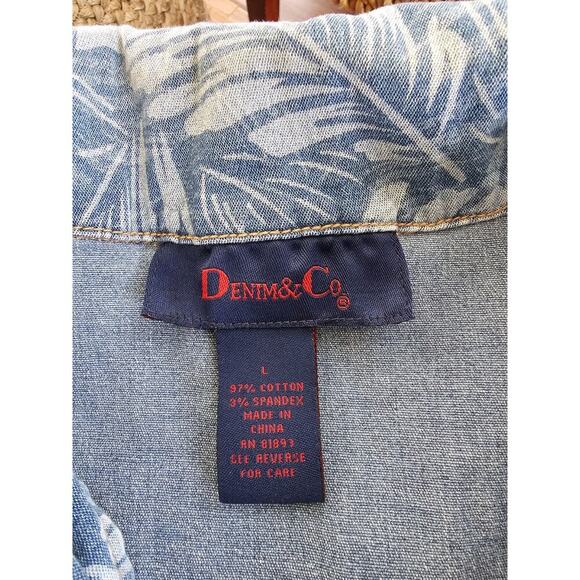 DENIM&CO.®
L
97% COTTON
3% SPANDEX
MADE IN
CHINA
RN 81893
SEE REVERSE
FOR CARE